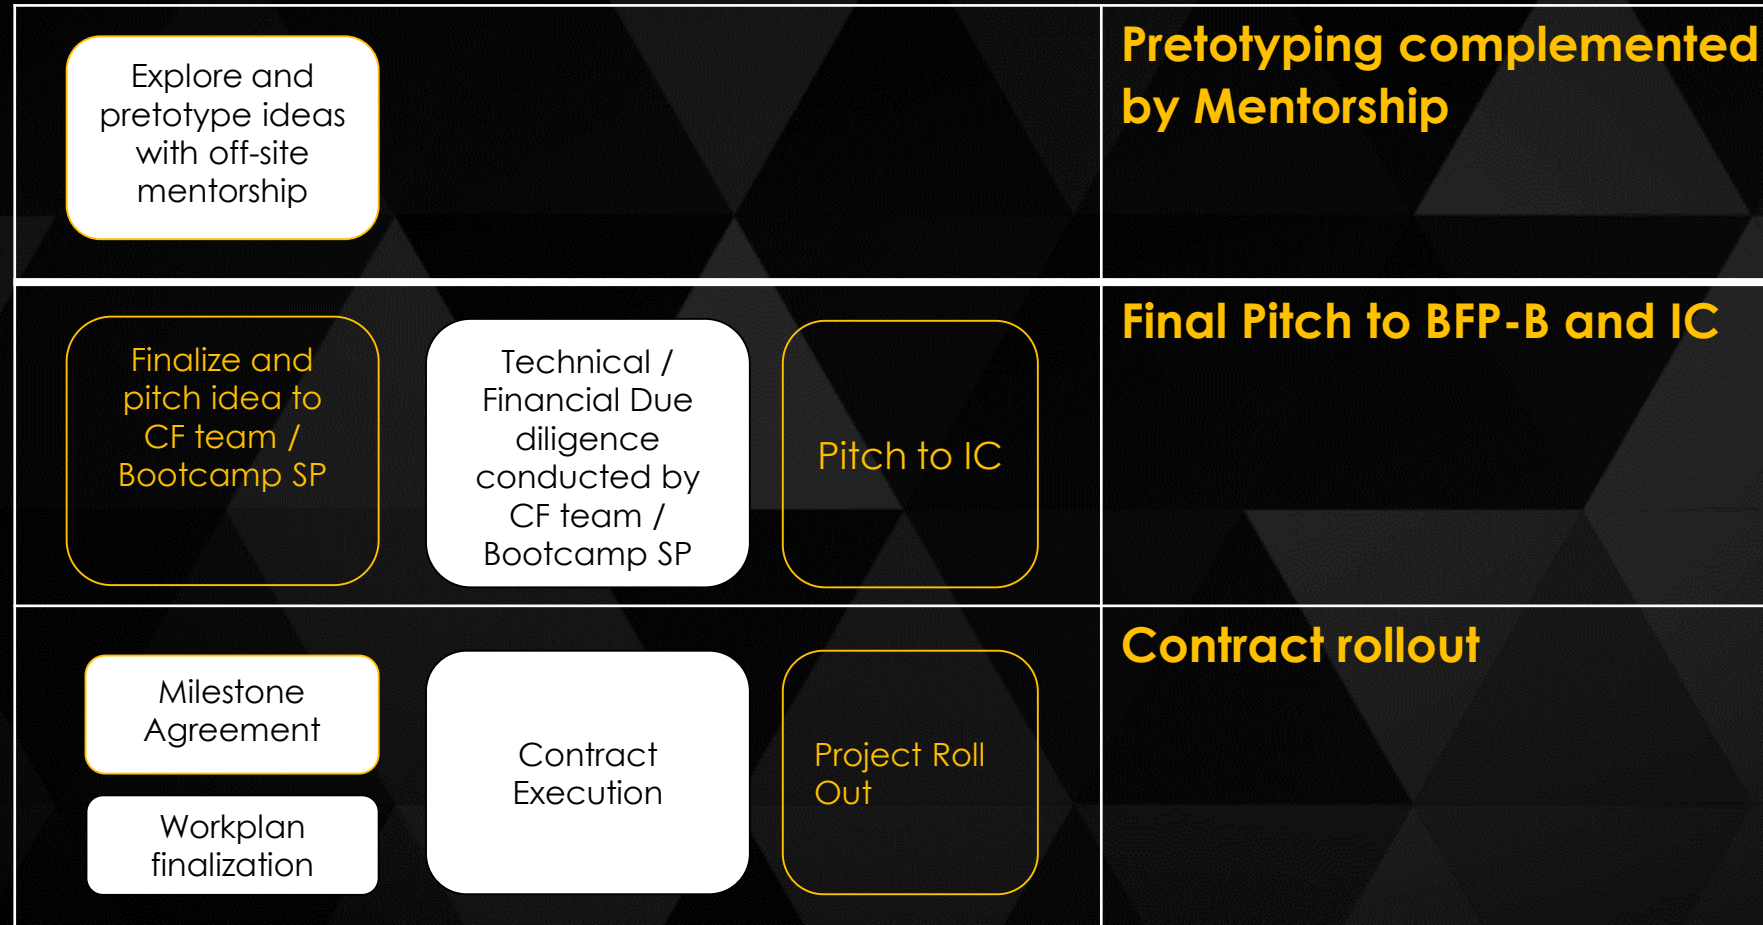 Explore and
pretotype ideas
with off-site
mentorship
Pretotyping complemented
by Mentorship
Finalize and
pitch idea to
CF team /
Bootcamp SP
Technical /
Financial Due
diligence
conducted by
CF team /
Bootcamp SP
Pitch to IC
Final Pitch to BFP-B and IC
Milestone
Agreement
Workplan
finalization
Contract
Execution
Project Roll
Out
Contract rollout